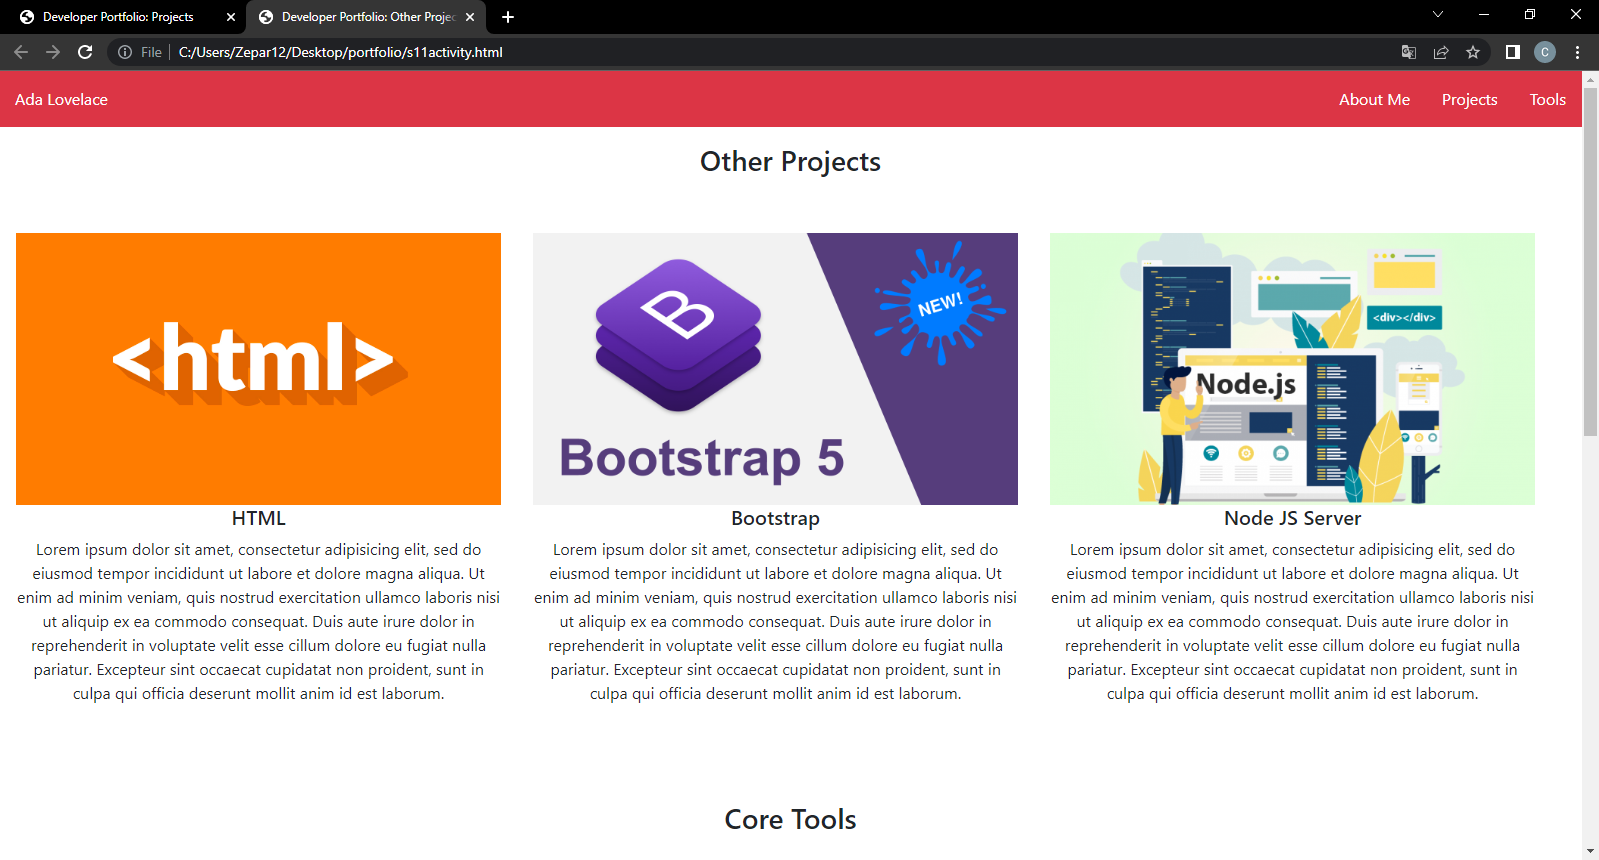 Developer Portfolio: Projects
Developer Portfolio: Other Projec
File
C:/Users/Zepar12/Desktop/portfolio/s11activity.html
C
Ada Lovelace
About Me
Projects
Tools
Other Projects
<html>
B
NEW!
Bootstrap 5
<div></div>
Node.js
HTML
Lorem ipsum dolor sit amet, consectetur adipisicing elit, sed do
eiusmod tempor incididunt ut labore et dolore magna aliqua. Ut
enim ad minim veniam, quis nostrud exercitation ullamco laboris nisi
ut aliquip ex ea commodo consequat. Duis aute irure dolor in
reprehenderit in voluptate velit esse cillum dolore eu fugiat nulla
pariatur. Excepteur sint occaecat cupidatat non proident, sunt in
culpa qui officia deserunt mollit anim id est laborum.
Bootstrap
Lorem ipsum dolor sit amet, consectetur adipisicing elit, sed do
eiusmod tempor incididunt ut labore et dolore magna aliqua. Ut
enim ad minim veniam, quis nostrud exercitation ullamco laboris nisi
ut aliquip ex ea commodo consequat. Duis aute irure dolor in
reprehenderit in voluptate velit esse cillum dolore eu fugiat nulla
pariatur. Excepteur sint occaecat cupidatat non proident, sunt in
culpa qui officia deserunt mollit anim id est laborum.
Node JS Server
Lorem ipsum dolor sit amet, consectetur adipisicing elit, sed do
eiusmod tempor incididunt ut labore et dolore magna aliqua. Ut
enim ad minim veniam, quis nostrud exercitation ullamco laboris nisi
ut aliquip ex ea commodo consequat. Duis aute irure dolor in
reprehenderit in voluptate velit esse cillum dolore eu fugiat nulla
pariatur. Excepteur sint occaecat cupidatat non proident, sunt in
culpa qui officia deserunt mollit anim id est laborum.
Core Tools